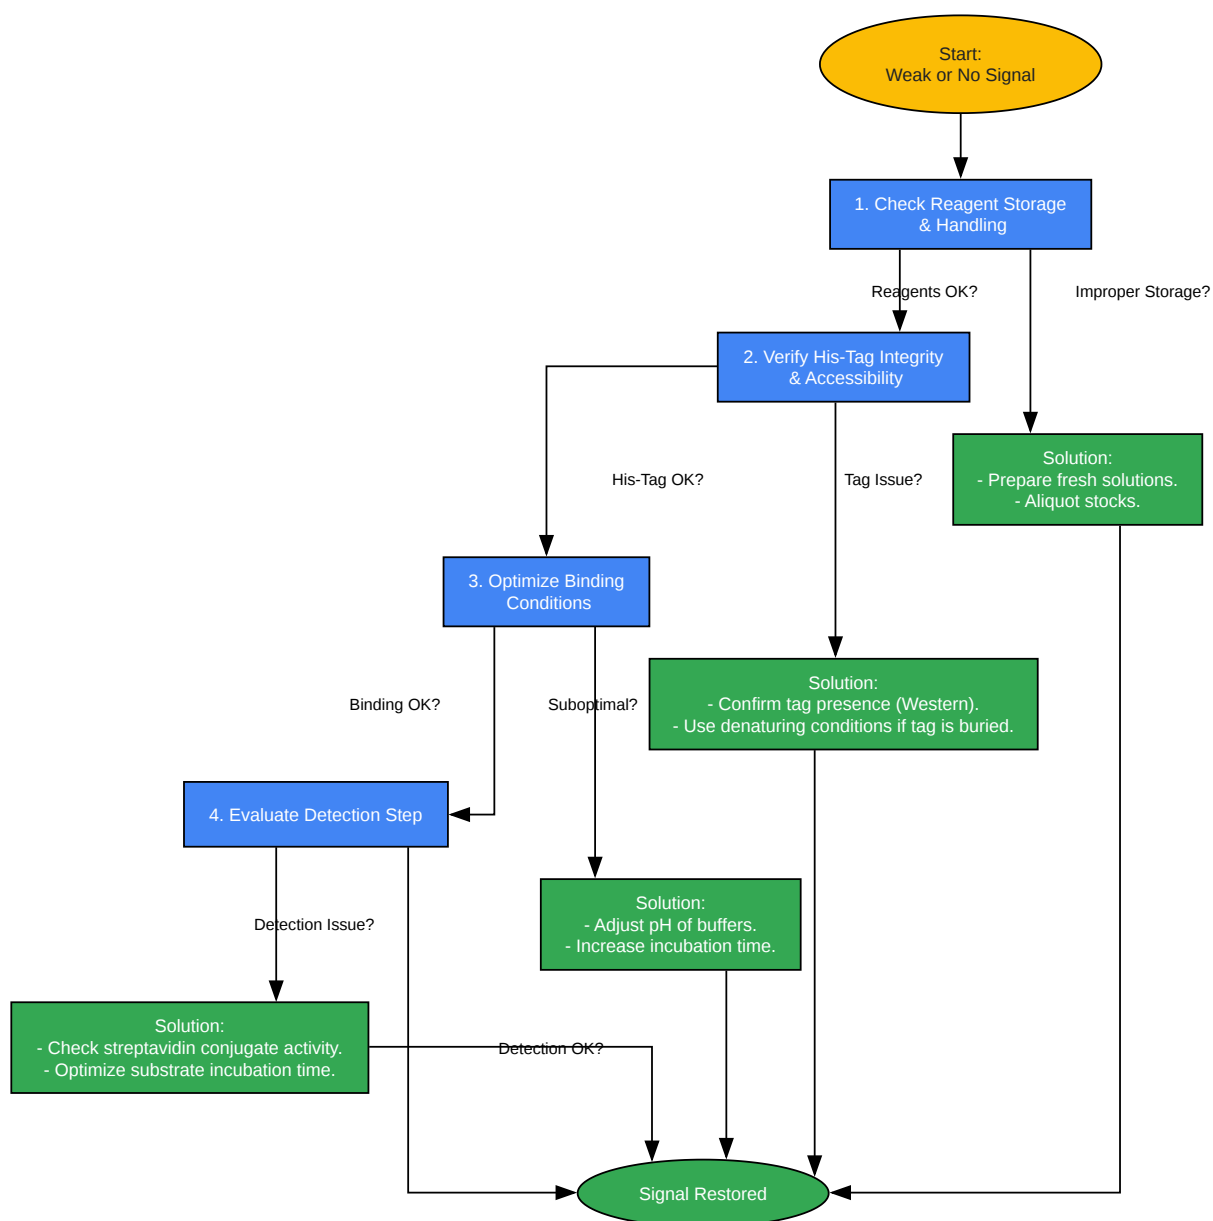 Start:
Weak or No Signal
1. Check Reagent Storage
& Handling
Reagents OK?
Improper Storage?
2. Verify His-Tag Integrity
& Accessibility
Solution:
- Prepare fresh solutions.
- Aliquot stocks.
His-Tag OK?
Tag Issue?
3. Optimize Binding
Conditions
Solution:
- Confirm tag presence (Western).
- Use denaturing conditions if tag is buried.
Binding OK?
Suboptimal?
4. Evaluate Detection Step
Solution:
- Adjust pH of buffers.
- Increase incubation time.
Detection Issue?
Solution:
- Check streptavidin conjugate activity.
- Optimize substrate incubation time.
Detection OK?
Signal Restored